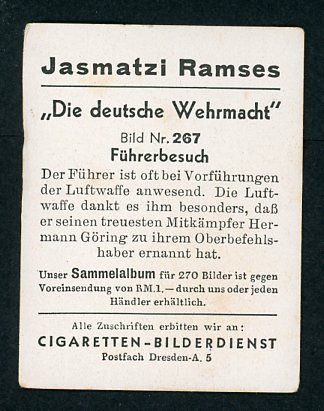 Jasmatzi Ramses
„Die deutsche Wehrmacht"
Bild Nr. 267
Führerbesuch
Der Führer ist oft bei Vorführungen
der Luftwaffe anwesend. Die Luft-
waffe dankt es ihm besonders, daß
er seinen treuesten Mitkämpfer Her-
mann Göring zu ihrem Oberbefehls-
haber ernannt hat.
Unser Sammelalbum für 270 Bilder ist gegen
Voreinsendung von RM.1.— durch uns oder jeden
Händler erhältlich.
Alle Zuschriften erbitten wir an:
CIGARETTEN-BILDERDIENST
Postfach Dresden-A. 5